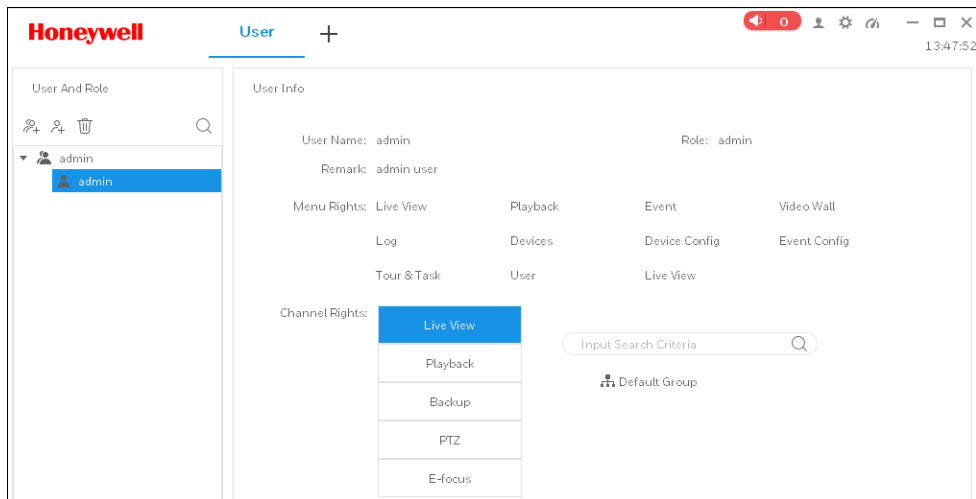 Honeywell
User
0
13:47:52
User And Role
admin
admin
User Info
User Name: admin Role: admin
Remark: admin user
Menu Rights: Live View Playback Event Video Wall
Log Devices Device Config Event Config
Tour & Task User Live View
Channel Rights: Live View
Input Search Criteria
Playback
Default Group
Backup
PTZ
E-focus